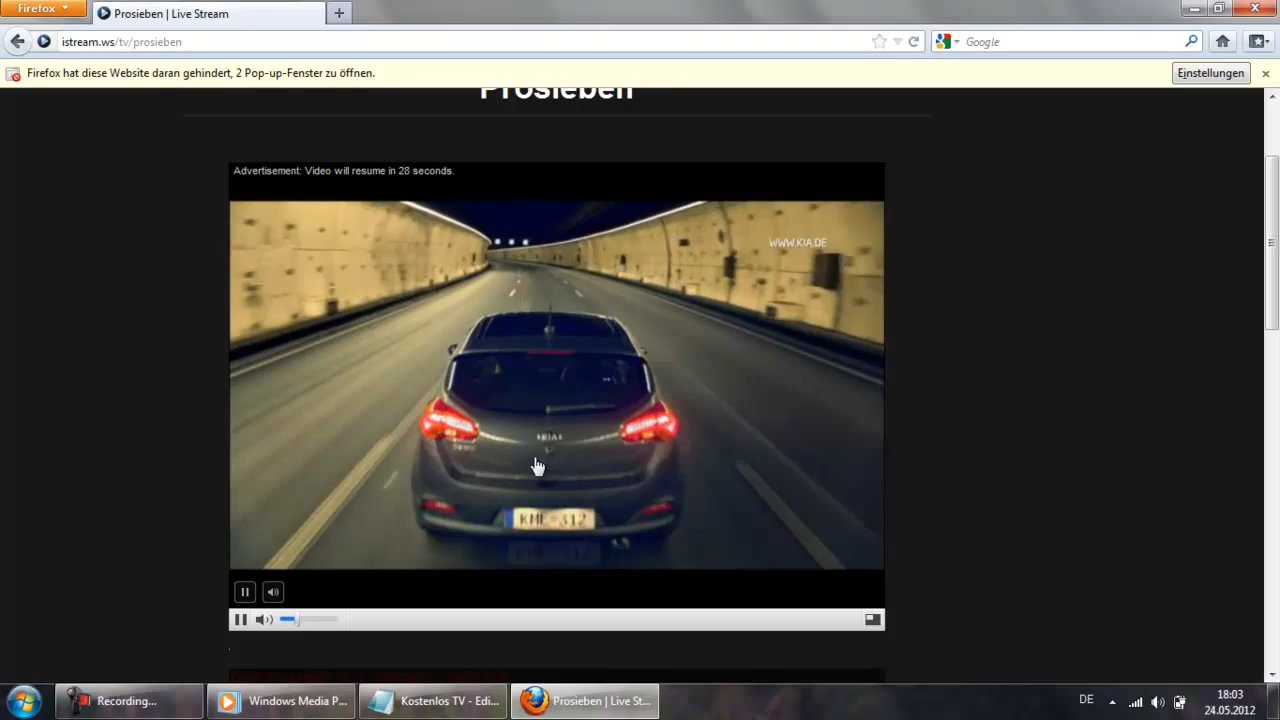 Firefox
Prosieben | Live Stream
istream.ws/tv/prosieben
Google
Firefox hat diese Website daran gehindert, 2 Pop-up-Fenster zu öffnen.
Einstellungen
Prosieben
Advertisement: Video will resume in 28 seconds.
WWW.KIA.DE
KIA
KME 312
Recording...
Windows Media P...
Kostenlos TV - Edi...
Prosieben | Live St...
DE
18:03
24.05.2012